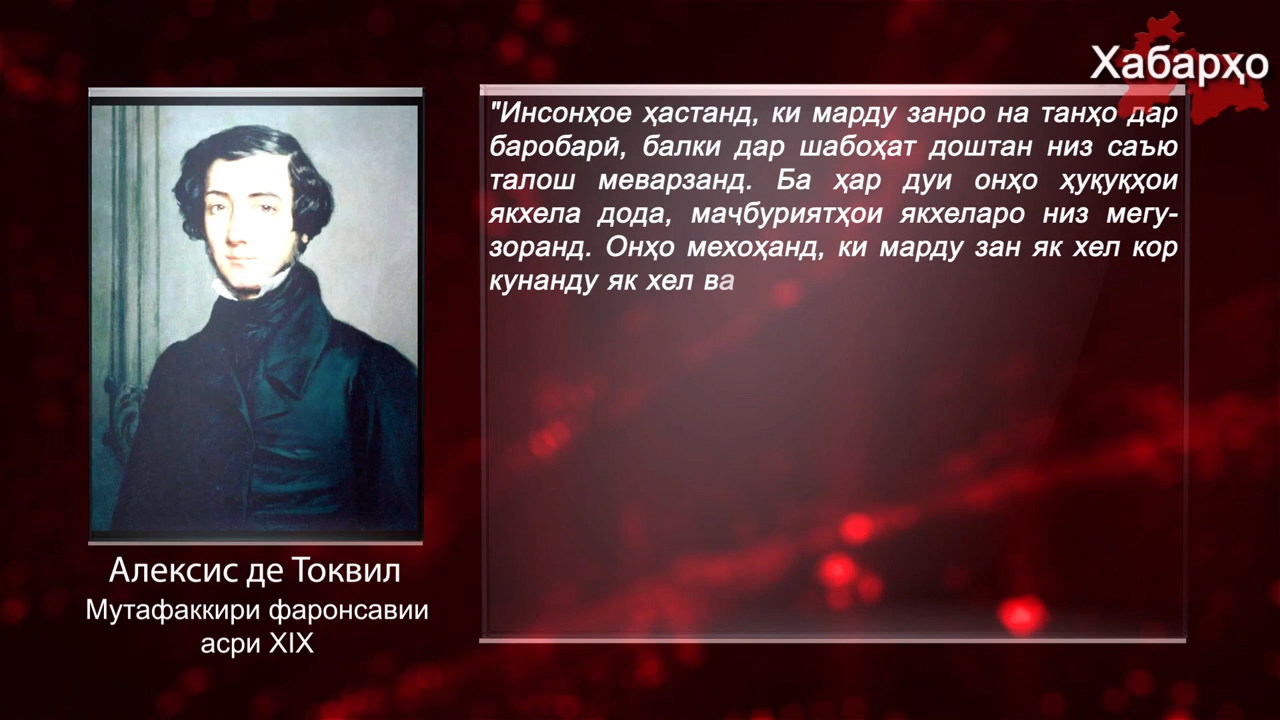 Хабарҳо
"Инсонҳое ҳастанд, ки марду занро на танҳо дар
баробарӣ, балки дар шабоҳат доштан низ саъю
талош меварзанд. Ба ҳар дуи онҳо ҳуқуқҳои
якхела дода, маҷбуриятҳои якхеларо низ мегу-
зоранд. Онҳо мехоҳанд, ки марду зан як хел кор
кунанду як хел ва
Алексис де Токвил
Мутафаккири фаронсавии
асри XIX